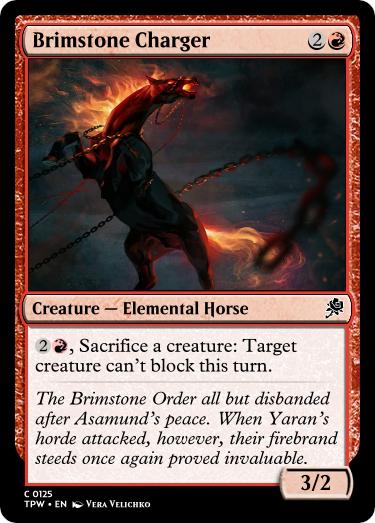 Brimstone Charger 2
Creature — Elemental Horse
2, Sacrifice a creature: Target
creature can't block this turn.
The Brimstone Order all but disbanded
after Asamund's peace. When Yaran's
horde attacked, however, their firebrand
steeds once again proved invaluable.
3/2
C 0125
TPW • EN Vera Velichko